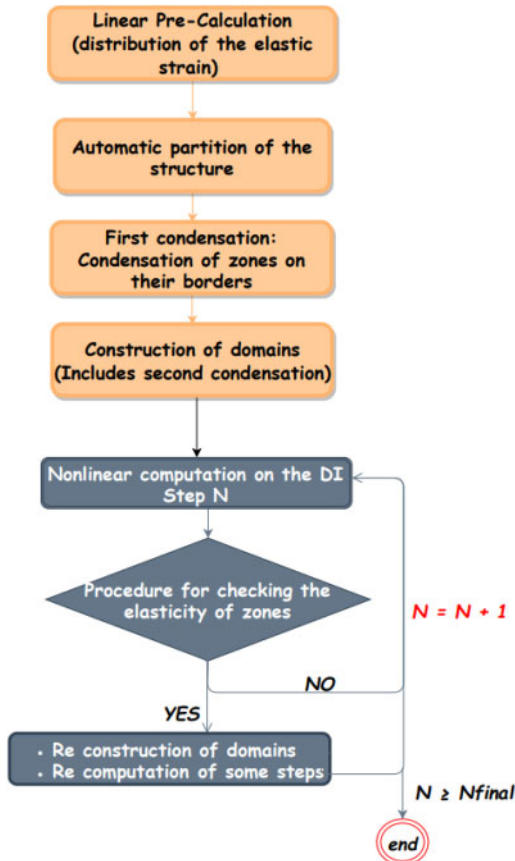 Linear Pre-Calculation
(distribution of the elastic
strain)
Automatic partition of the
structure
First condensation:
Condensation of zones on
their borders
Construction of domains
(Includes second condensation)
Nonlinear computation on the DI
Step N
Procedure for checking the
elasticity of zones
N = N + 1
NO
YES
. Re construction of domains
. Re computation of some steps
N ≥ Nfinal
end